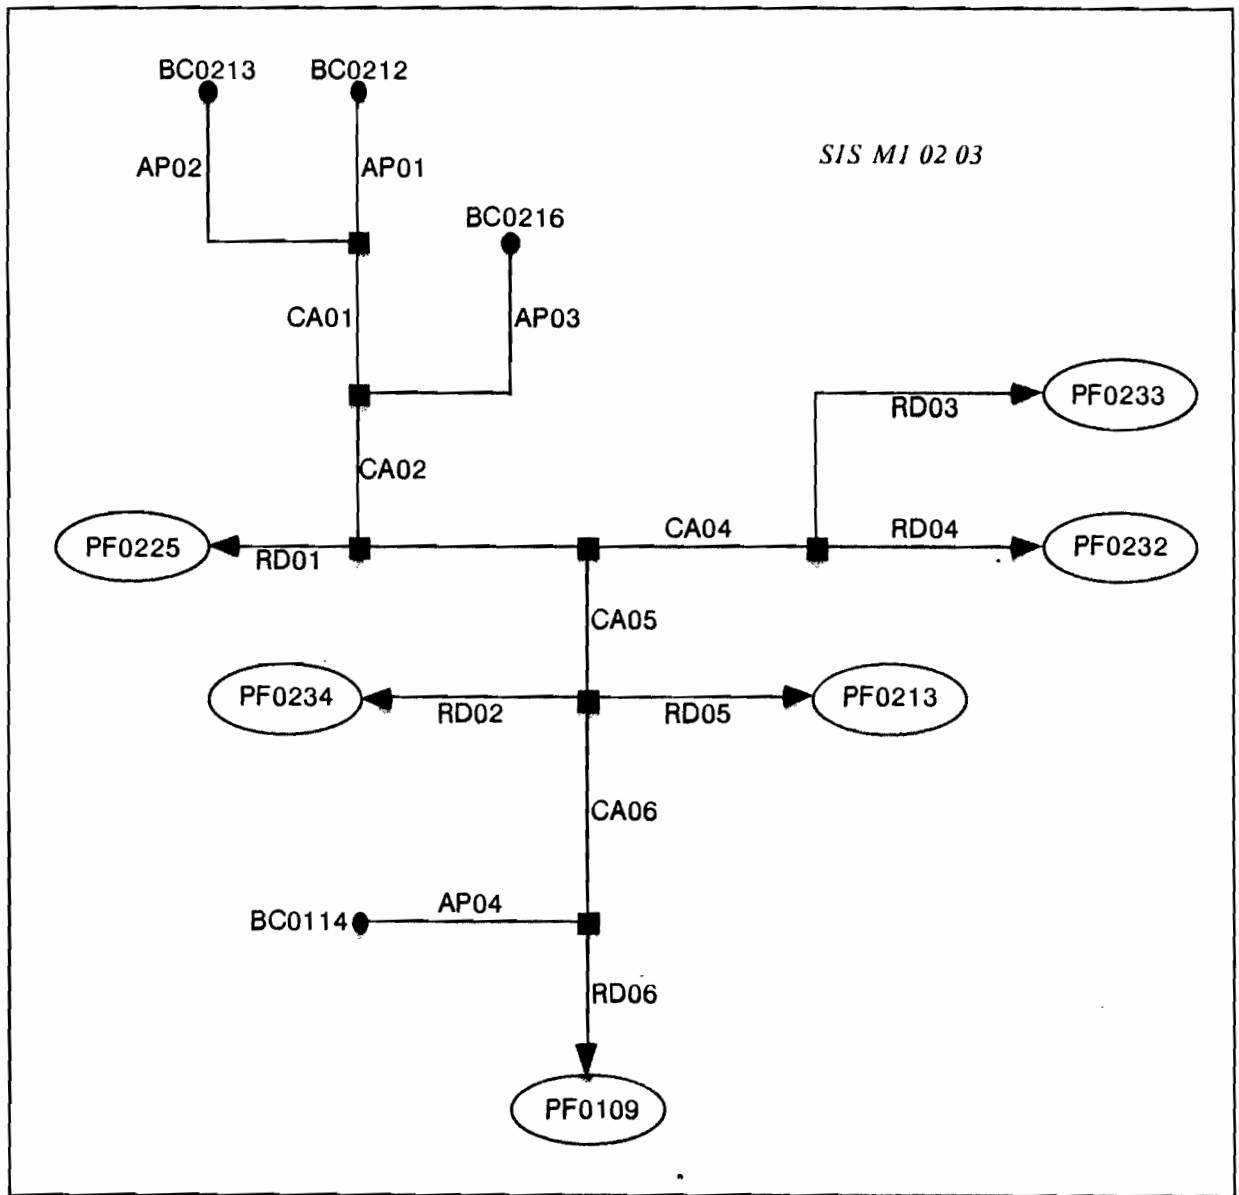 BC0213 BC0212
SIS M1 02 03
AP02 AP01
BC0216
CA01 AP03
PF0233
RD03
CA02
CA04 RD04
PF0225 PF0232
RD01
CA05
PF0234 PF0213
RD02 RD05
CA06
AP04
BC0114
RD06
PF0109